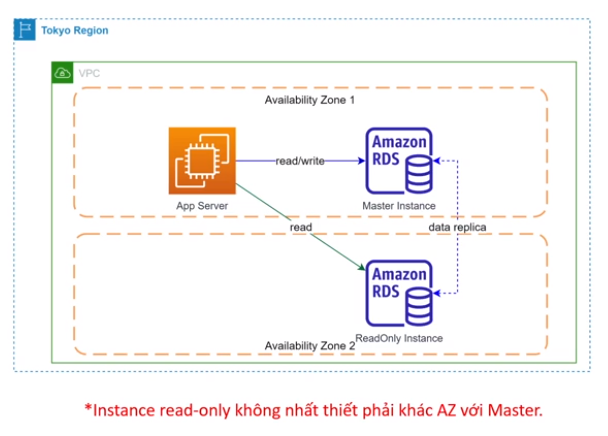 Tokyo Region
VPC
Availability Zone 1
Amazon
RDS
read/write
App Server
Master Instance
read
data replica
Amazon
RDS
ReadOnly Instance
Availability Zone 2
*Instance read-only không nhất thiết phải khác AZ với Master.